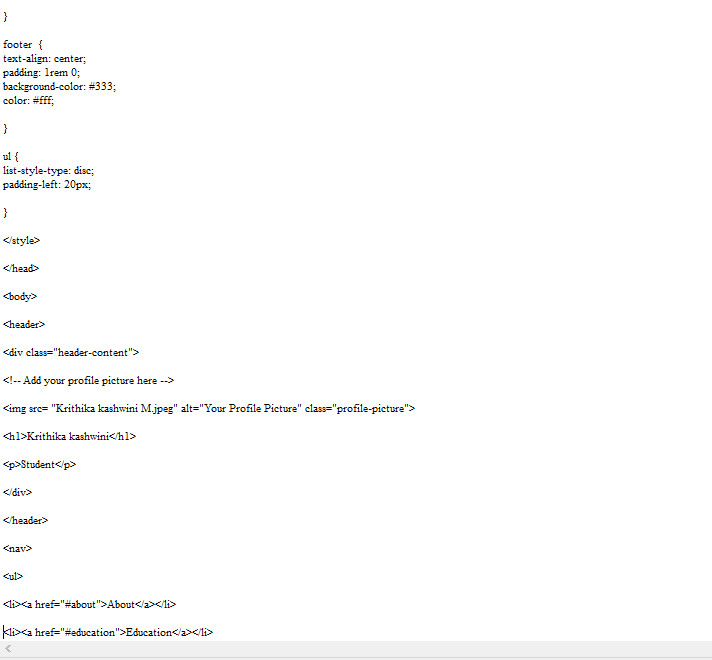 }
footer  {
text-align: center;
padding: 1rem 0;
background-color: #333;
color: #fff;
}
ul {
list-style-type: disc;
padding-left: 20px;
}
</style>
</head>
<body>
<header>
<div class="header-content">
<!-- Add your profile picture here -->
<img src= "Krithika kashwini M.jpeg" alt="Your Profile Picture" class="profile-picture">
<h1>Krithika kashwini</h1>
<p>Student</p>
</div>
</header>
<nav>
<ul>
<li><a href="#about">About</a></li>
<li><a href="#education">Education</a></li>